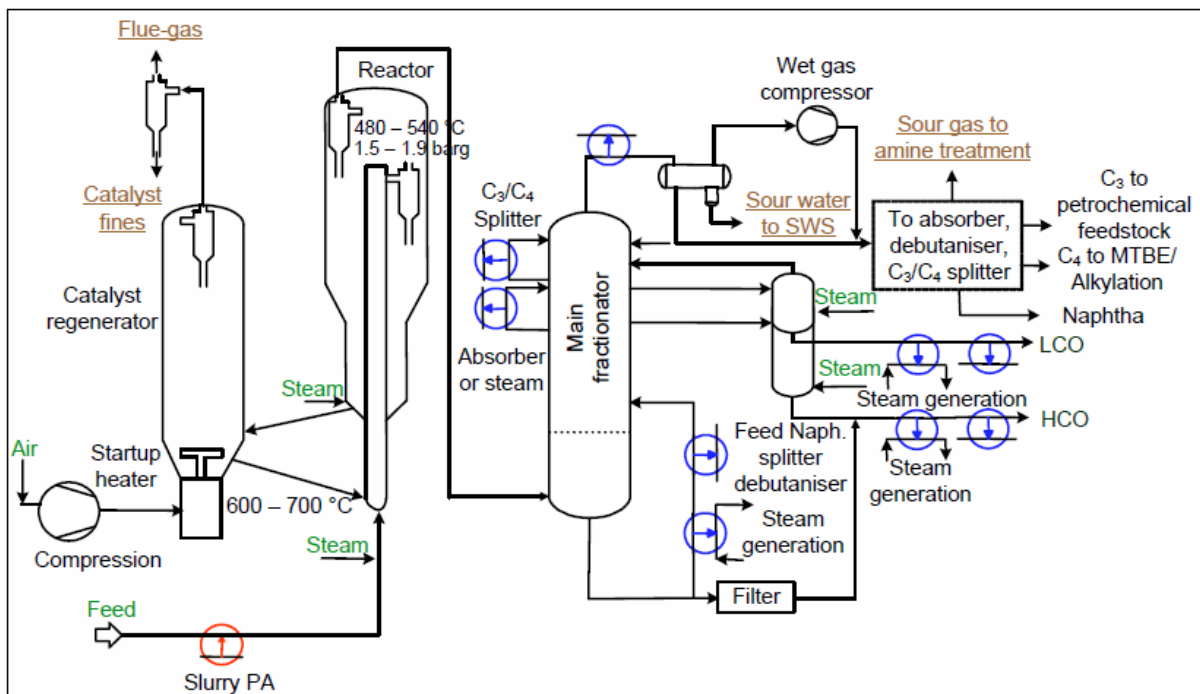 Flue-gas
Catalyst
fines
Catalyst
regenerator
Air
Startup
heater
Compression
600 – 700 °C
Feed
Slurry PA
Steam
Steam
Reactor
480 – 540 °C
1.5 – 1.9 barg
C3/C4
Splitter
Absorber
or steam
Main
fractionator
Wet gas
compressor
Sour water
to SWS
Sour gas to
amine treatment
To absorber,
debutaniser,
C3/C4 splitter
C3 to
petrochemical
feedstock
C4 to MTBE/
Alkylation
Naphtha
Steam
LCO
Steam
Steam generation
HCO
Steam
generation
Feed Naph.
splitter
debutaniser
Steam
generation
Filter